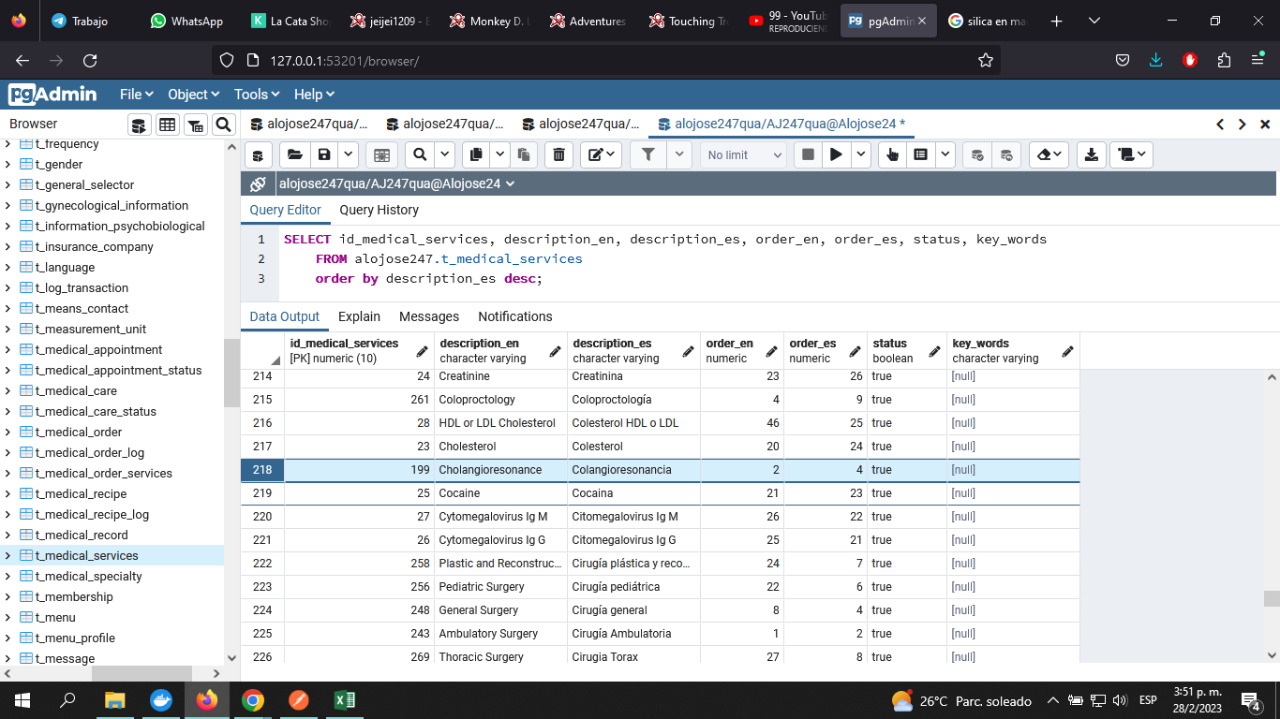 Trabajo WhatsApp La Cata Sho jeijei1209 - E Monkey D. L Adventures Touching Tr 99 - YouTub pgAdmin silica en ma
REPRODUCIEN
127.0.0.1:53201/browser/
pgAdmin File Object Tools Help
Browser
alojose247qua/... alojose247qua/... alojose247qua/... alojose247qua/AJ247qua@Alojose24 *
No limit
alojose247qua/AJ247qua@Alojose24
Query Editor Query History
1 SELECT id_medical_services, description_en, description_es, order_en, order_es, status, key_words
2 FROM alojose247.t_medical_services
3 order by description_es desc;
Data Output Explain Messages Notifications
t_frequency
t_gender
t_general_selector
t_gynecological_information
t_information_psychobiological
t_insurance_company
t_language
t_log_transaction
t_means_contact
t_measurement_unit
t_medical_appointment
t_medical_appointment_status
t_medical_care
t_medical_care_status
t_medical_order
t_medical_order_log
t_medical_order_services
t_medical_recipe
t_medical_recipe_log
t_medical_record
t_medical_services
t_medical_specialty
t_membership
t_menu
t_menu_profile
t_message
id_medical_services description_en description_es order_en order_es status key_words
[PK] numeric (10) character varying character varying numeric numeric boolean character varying
214 24 Creatinine Creatinina 23 26 true [null]
215 261 Coloproctology Coloproctología 4 9 true [null]
216 28 HDL or LDL Cholesterol Colesterol HDL o LDL 46 25 true [null]
217 23 Cholesterol Colesterol 20 24 true [null]
218 199 Cholangioresonance Colangioresonancia 2 4 true [null]
219 25 Cocaine Cocaina 21 23 true [null]
220 27 Cytomegalovirus Ig M Citomegalovirus Ig M 26 22 true [null]
221 26 Cytomegalovirus Ig G Citomegalovirus Ig G 25 21 true [null]
222 258 Plastic and Reconstruc... Cirugía plástica y reco... 24 7 true [null]
223 256 Pediatric Surgery Cirugía pediátrica 22 6 true [null]
224 248 General Surgery Cirugía general 8 4 true [null]
225 243 Ambulatory Surgery Cirugía Ambulatoria 1 2 true [null]
226 269 Thoracic Surgery Cirugia Torax 27 8 true [null]
26°C Parc. soleado ESP 3:51 p. m.
28/2/2023 4